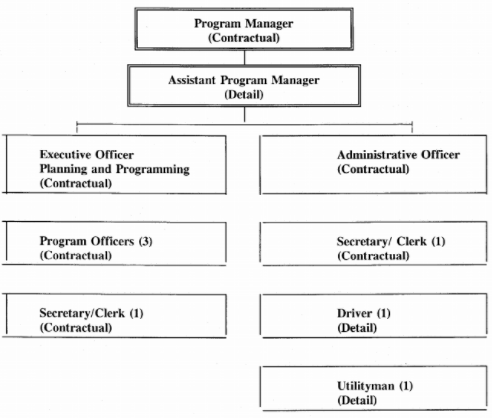 Program Manager
(Contractual)
Assistant Program Manager
(Detail)
Executive Officer
Planning and Programming
(Contractual)
Administrative Officer
(Contractual)
Program Officers (3)
(Contractual)
Secretary/ Clerk (1)
(Contractual)
Secretary/Clerk (1)
(Contractual)
Driver (1)
(Detail)
Utilityman (1)
(Detail)